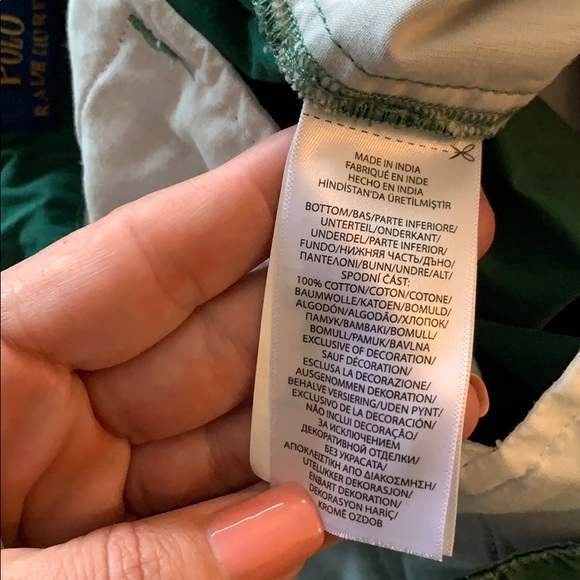 POLO
RALPH LAUREN
MADE IN INDIA
FABRIQUÉ EN INDE
HECHO EN INDIA
HİNDİSTAN'DA ÜRETİLMİŞTİR
BOTTOM/BAS/PARTE INFERIORE/
UNTERTEIL/ONDERKANT/
UNDERDEL/PARTE INFERIOR/
FUNDO/НИЖНЯЯ ЧАСТЬ/ДЪНО/
ΠΑΝΤΕΛΟΝΙ/BUNN/UNDRE/ALT/
SPODNÍ ČÁST:
100% COTTON/COTON/COTONE/
BAUMWOLLE/KATOEN/BOMULD/
ALGODÓN/ALGODÃO/ХЛОПОК/
ПАМУК/ΒΑΜΒΑΚΙ/BOMULL/
BOMULL/PAMUK/BAVLNA
EXCLUSIVE OF DECORATION/
SAUF DÉCORATION/
ESCLUSA LA DECORAZIONE/
AUSGENOMMEN DEKORATION/
BEHALVE VERSIERING/UDEN PYNT/
EXCLUSIVO DE LA DECORACIÓN/
NÃO INCLUI DECORAÇÃO/
ЗА ИСКЛЮЧЕНИЕМ
ДЕКОРАТИВНОЙ ОТДЕЛКИ/
БЕЗ УКРАСАТА/
ΑΠΟΚΛΕΙΣΤΙΚΗ ΑΠΟ ΔΙΑΚΟΣΜΗΣΗ/
UTELUKKER DEKORASJON/
ENBART DEKORATION/
DEKORASYON HARİÇ/
KROMĚ OZDOB